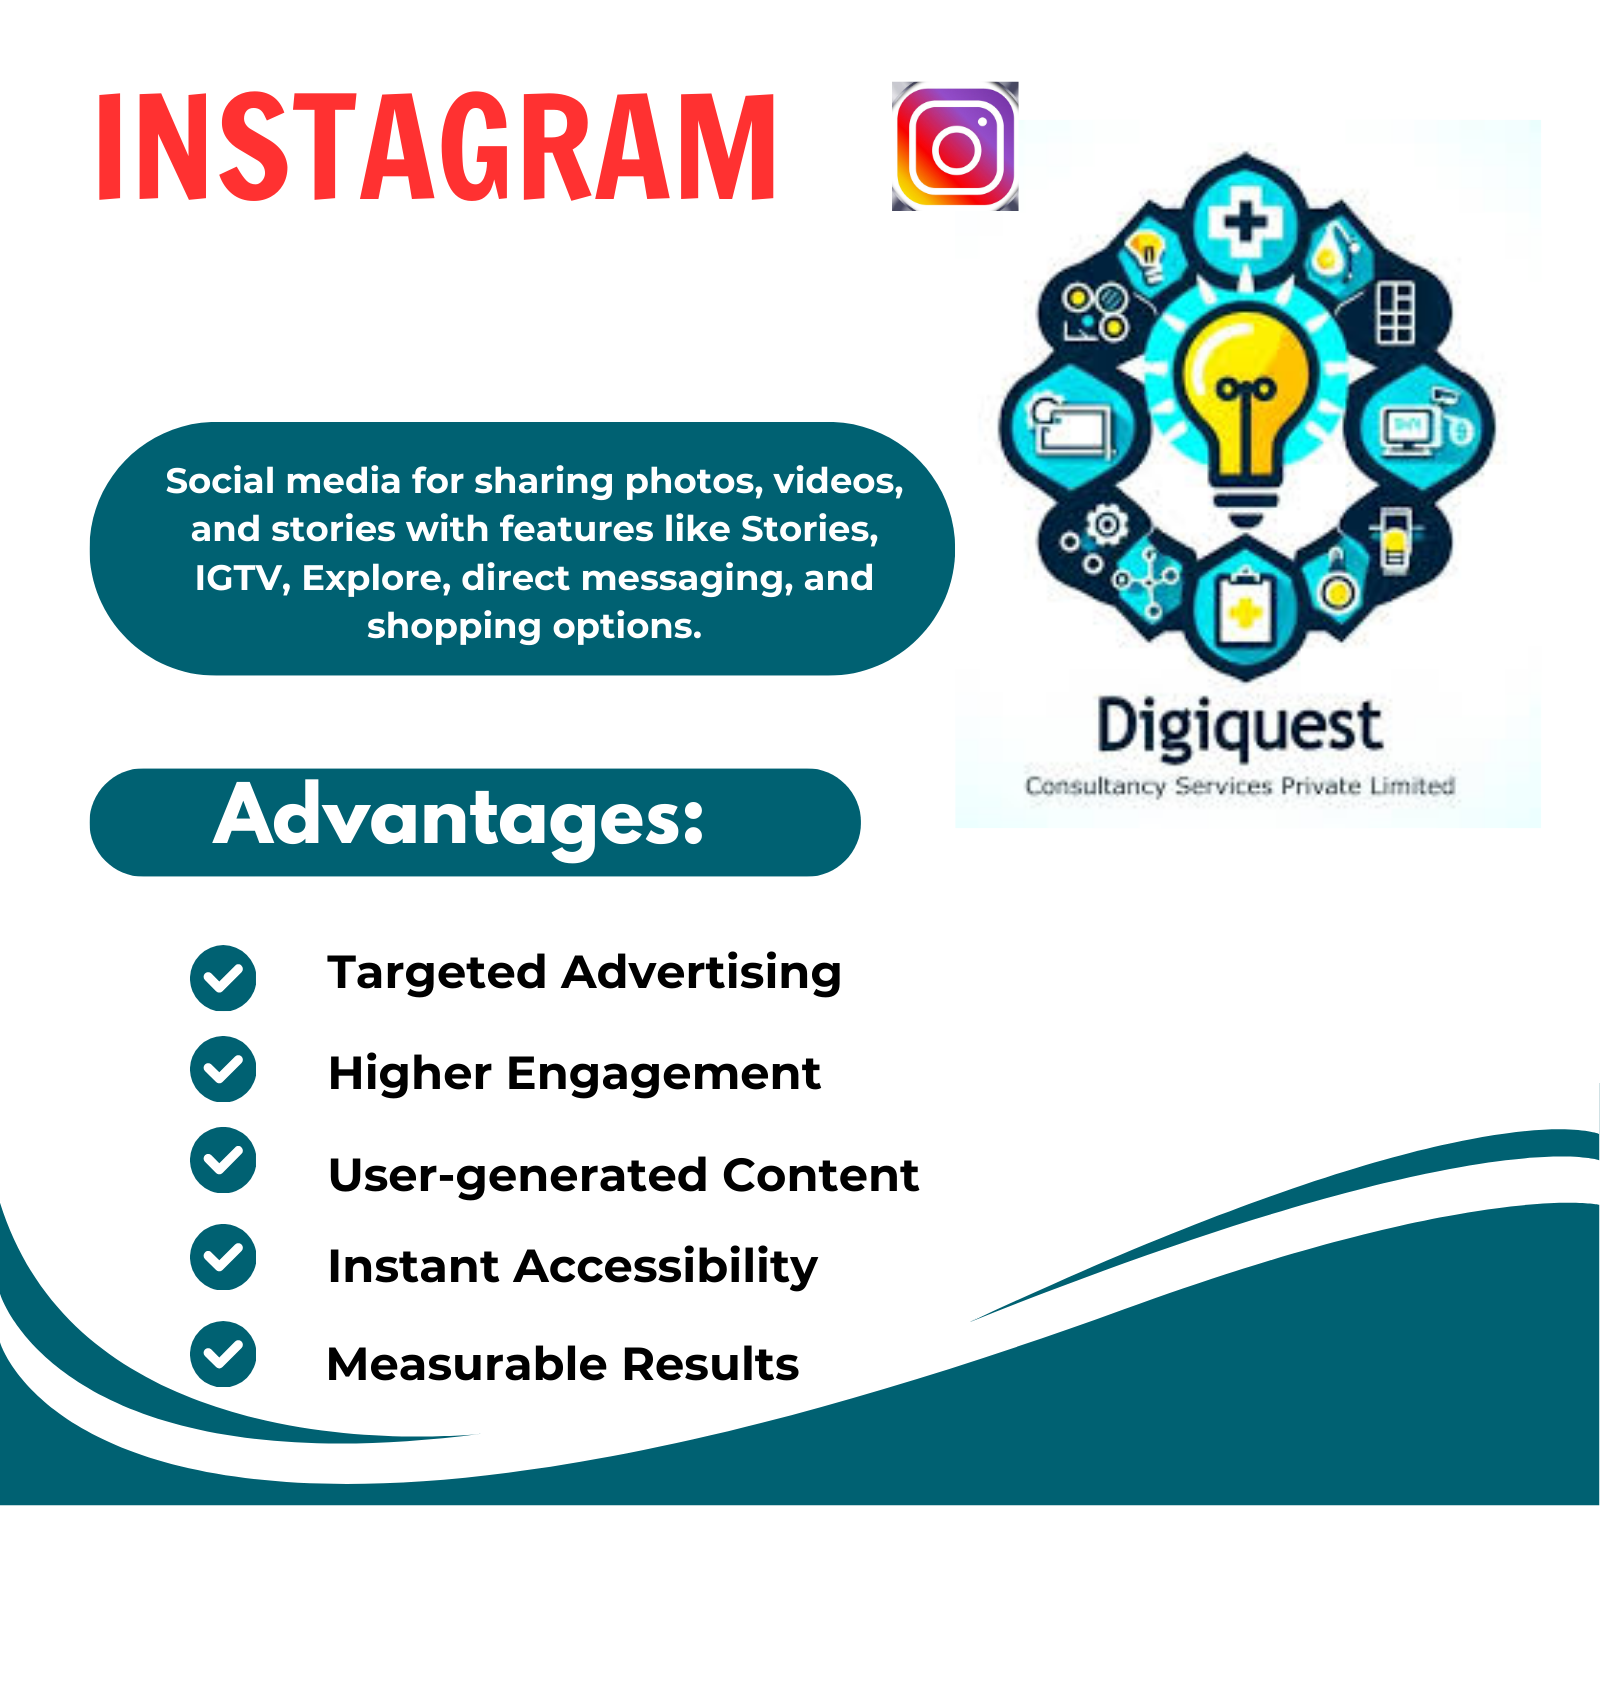 INSTAGRAM
Social media for sharing photos, videos,
and stories with features like Stories,
IGTV, Explore, direct messaging, and
shopping options.
Digiquest
Consultancy Services Private Limited
Advantages:
Targeted Advertising
Higher Engagement
User-generated Content
Instant Accessibility
Measurable Results